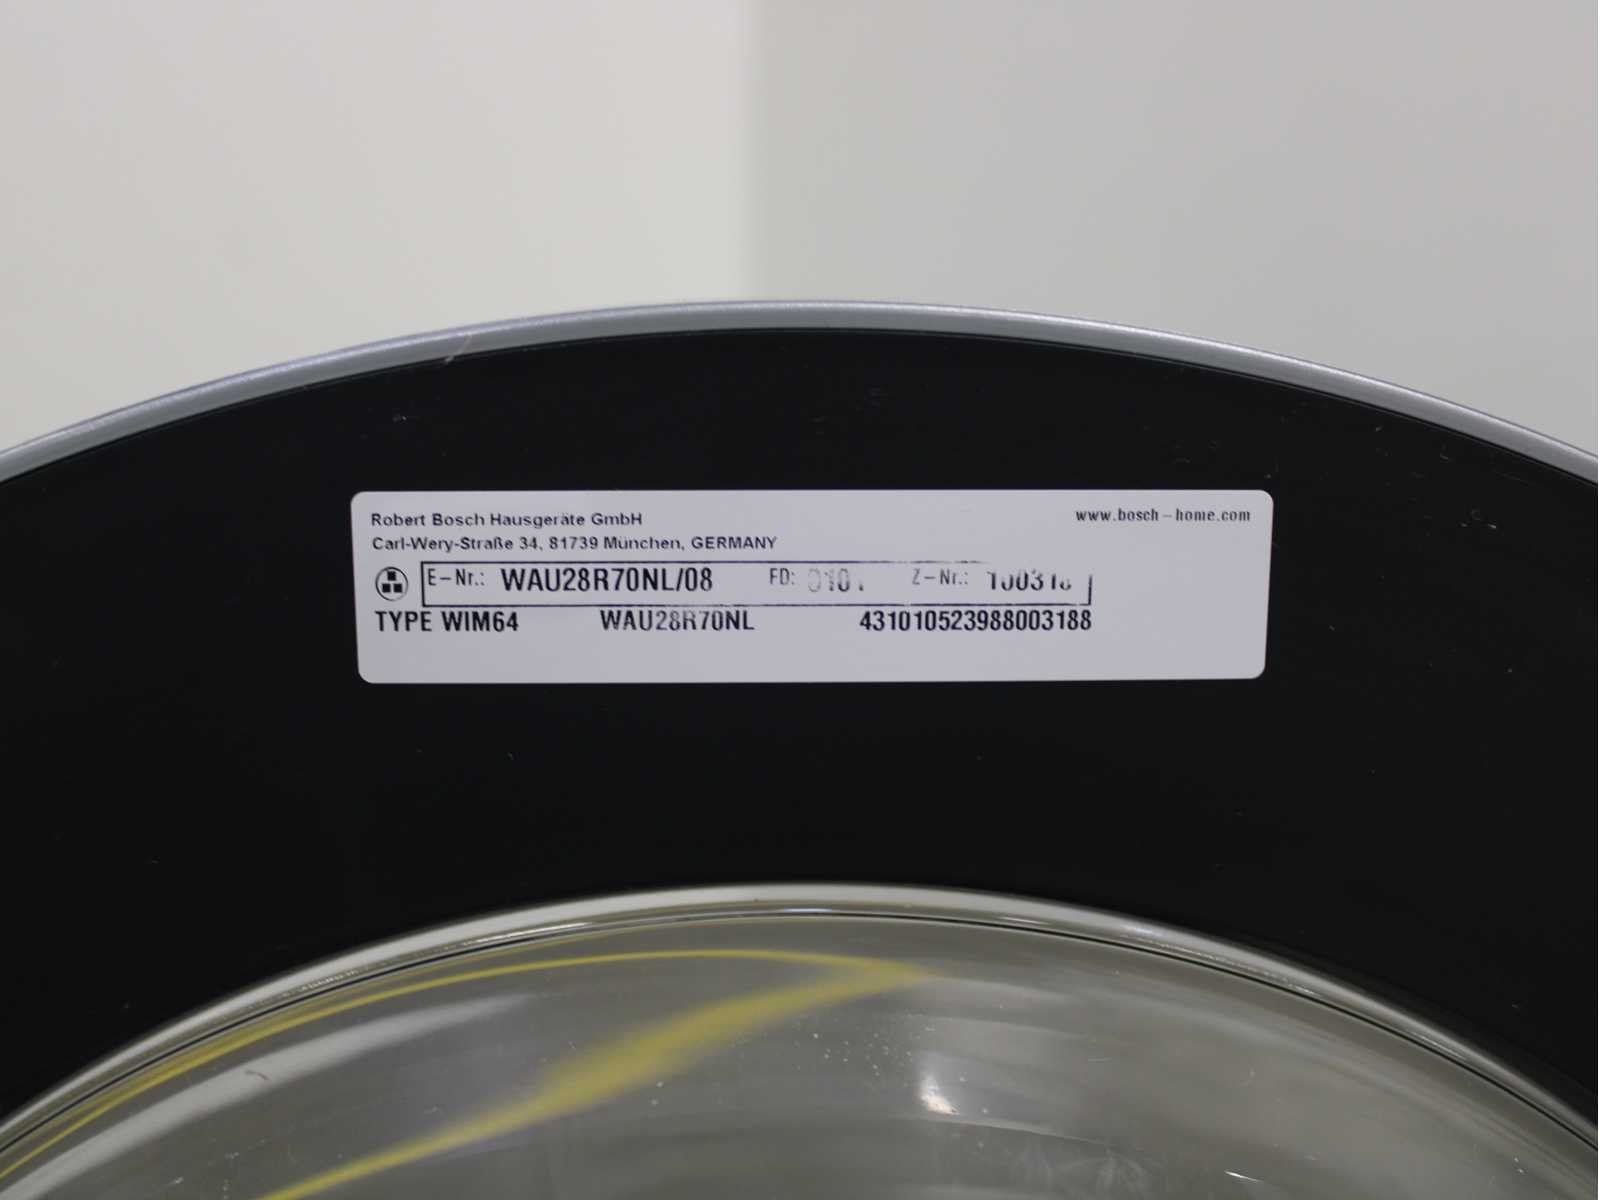 Robert Bosch Hausgeräte GmbH
www.bosch-home.com
Carl-Wery-Straße 34, 81739 München, GERMANY
E-Nr.: WAU28R70NL/08 FD: Z-Nr.:
TYPE WIM64 WAU28R70NL 431010523988003188